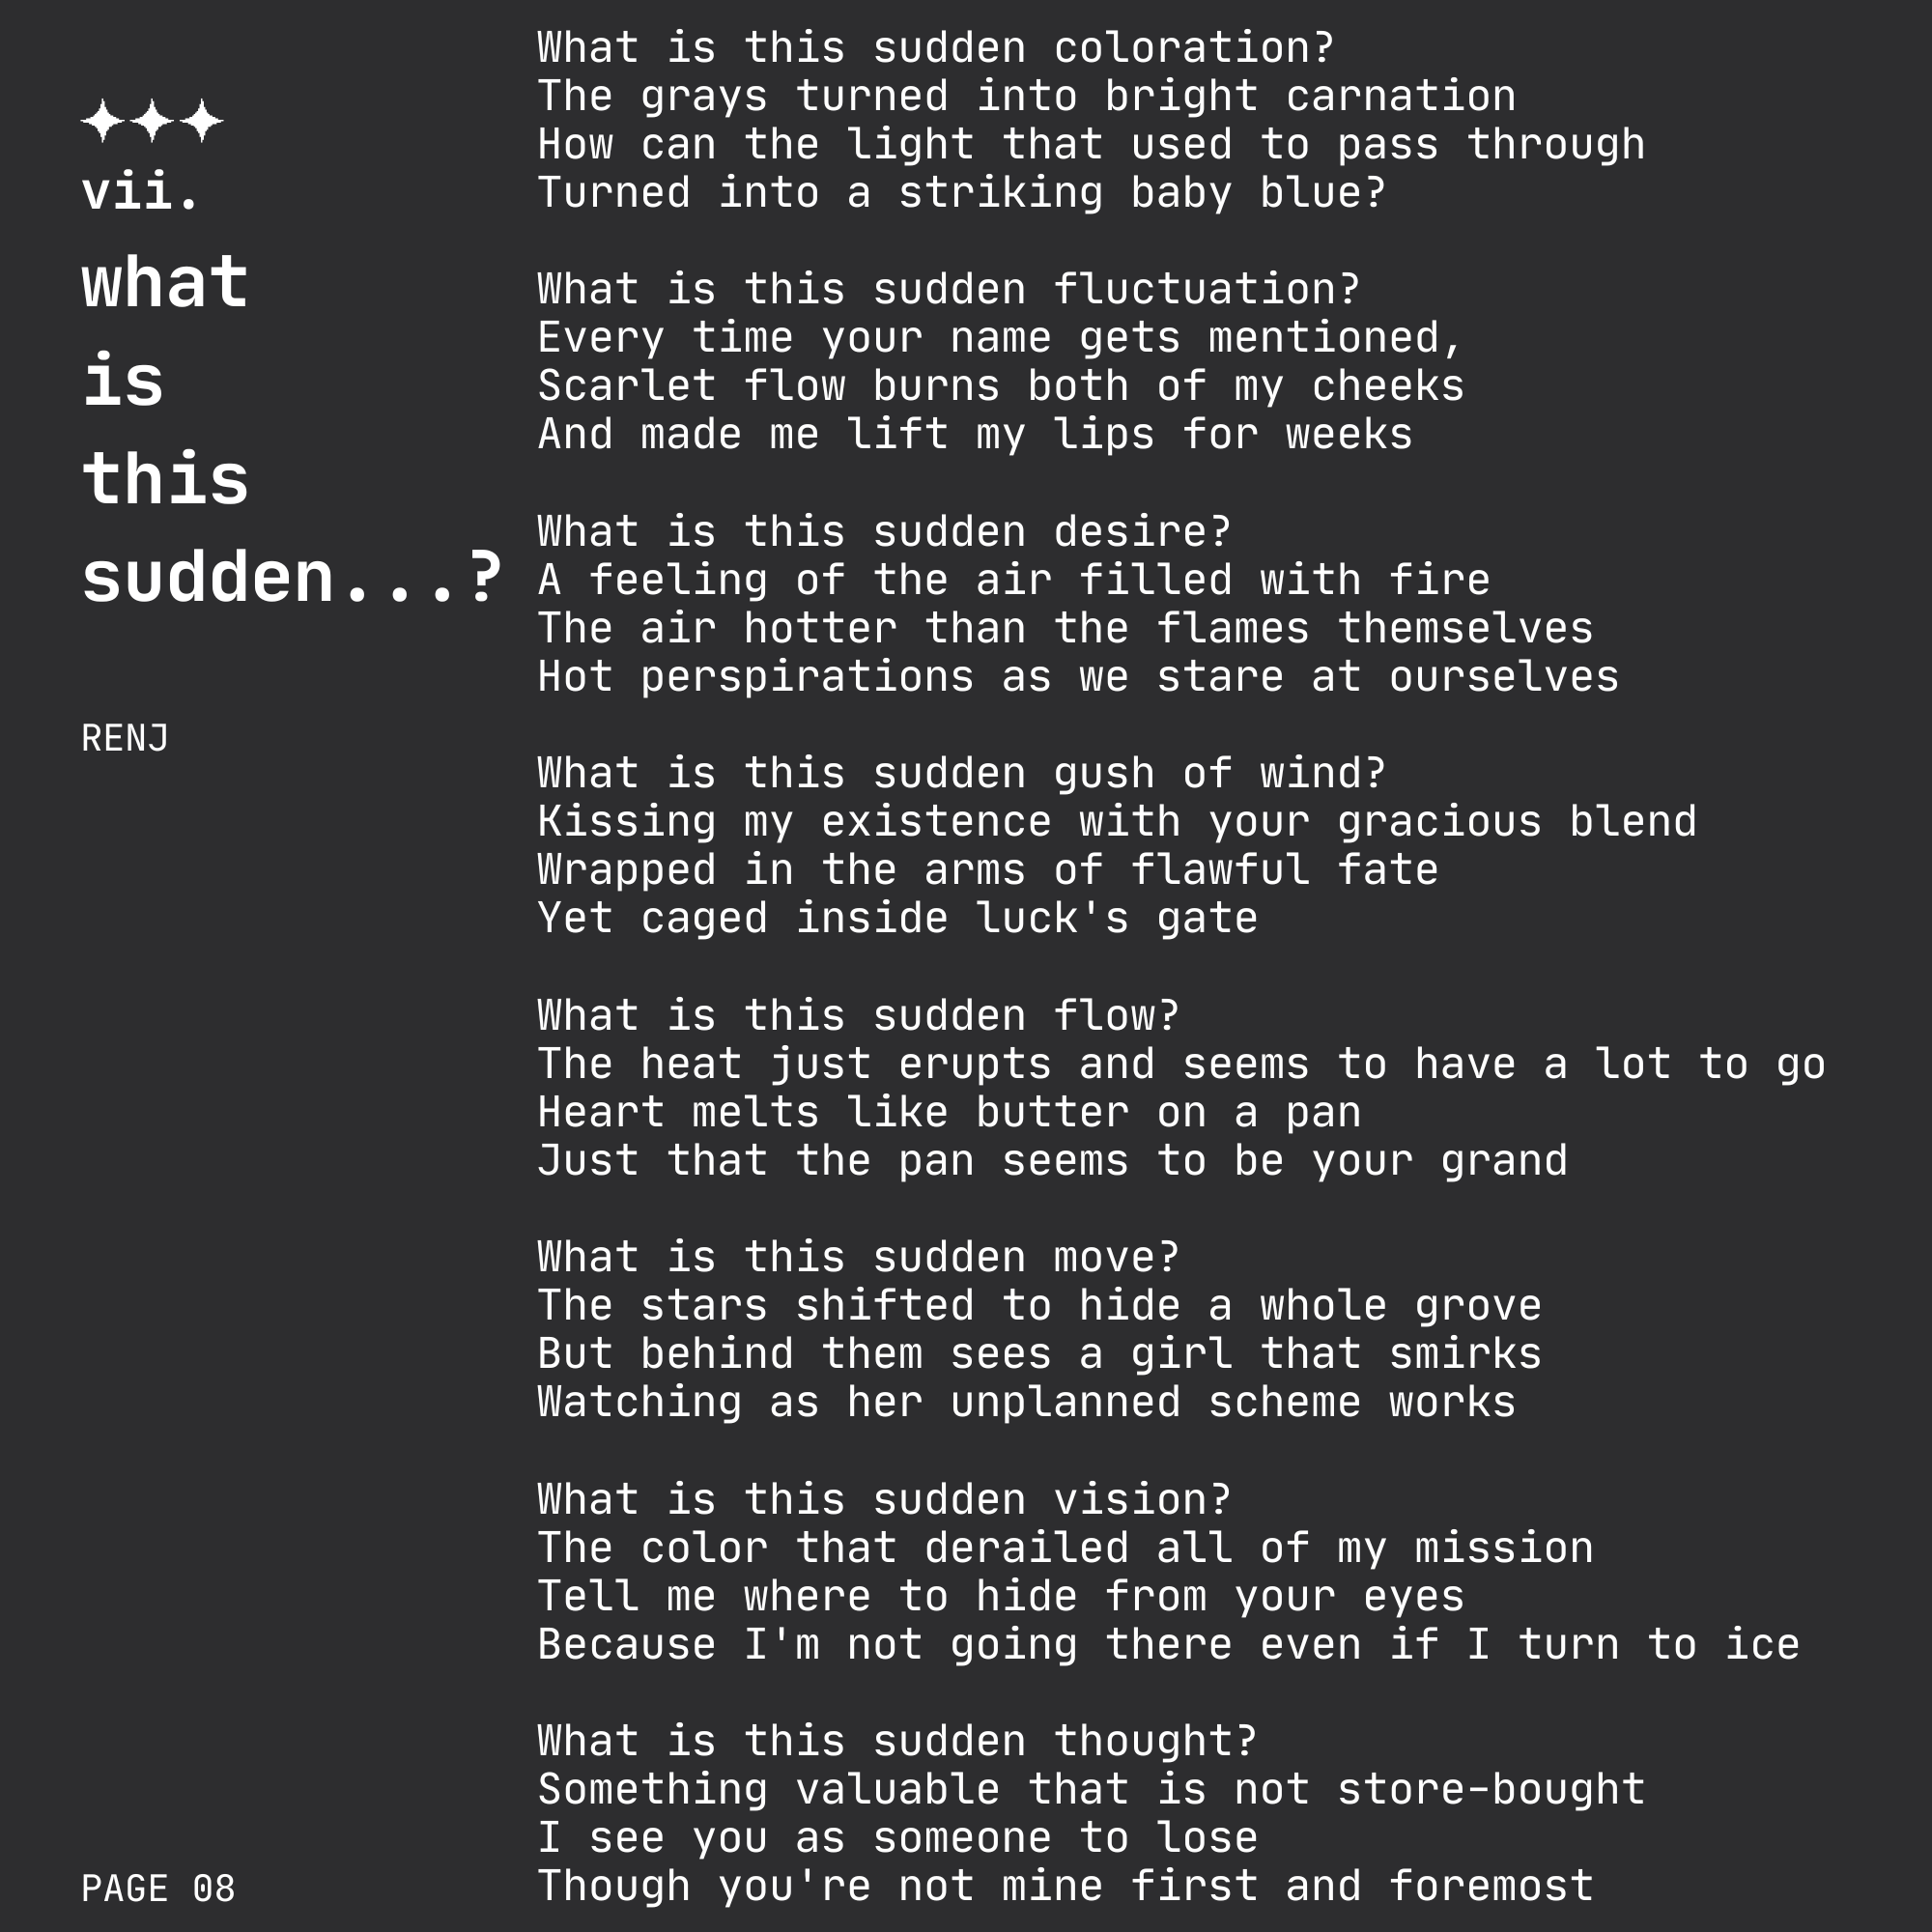 vii.
what
is
this
sudden...?
RENJ
What is this sudden coloration?
The grays turned into bright carnation
How can the light that used to pass through
Turned into a striking baby blue?
What is this sudden fluctuation?
Every time your name gets mentioned,
Scarlet flow burns both of my cheeks
And made me lift my lips for weeks
What is this sudden desire?
A feeling of the air filled with fire
The air hotter than the flames themselves
Hot perspirations as we stare at ourselves
What is this sudden gush of wind?
Kissing my existence with your gracious blend
Wrapped in the arms of flawful fate
Yet caged inside luck's gate
What is this sudden flow?
The heat just erupts and seems to have a lot to go
Heart melts like butter on a pan
Just that the pan seems to be your grand
What is this sudden move?
The stars shifted to hide a whole grove
But behind them sees a girl that smirks
Watching as her unplanned scheme works
What is this sudden vision?
The color that derailed all of my mission
Tell me where to hide from your eyes
Because I'm not going there even if I turn to ice
What is this sudden thought?
Something valuable that is not store-bought
I see you as someone to lose
Though you're not mine first and foremost
PAGE 08